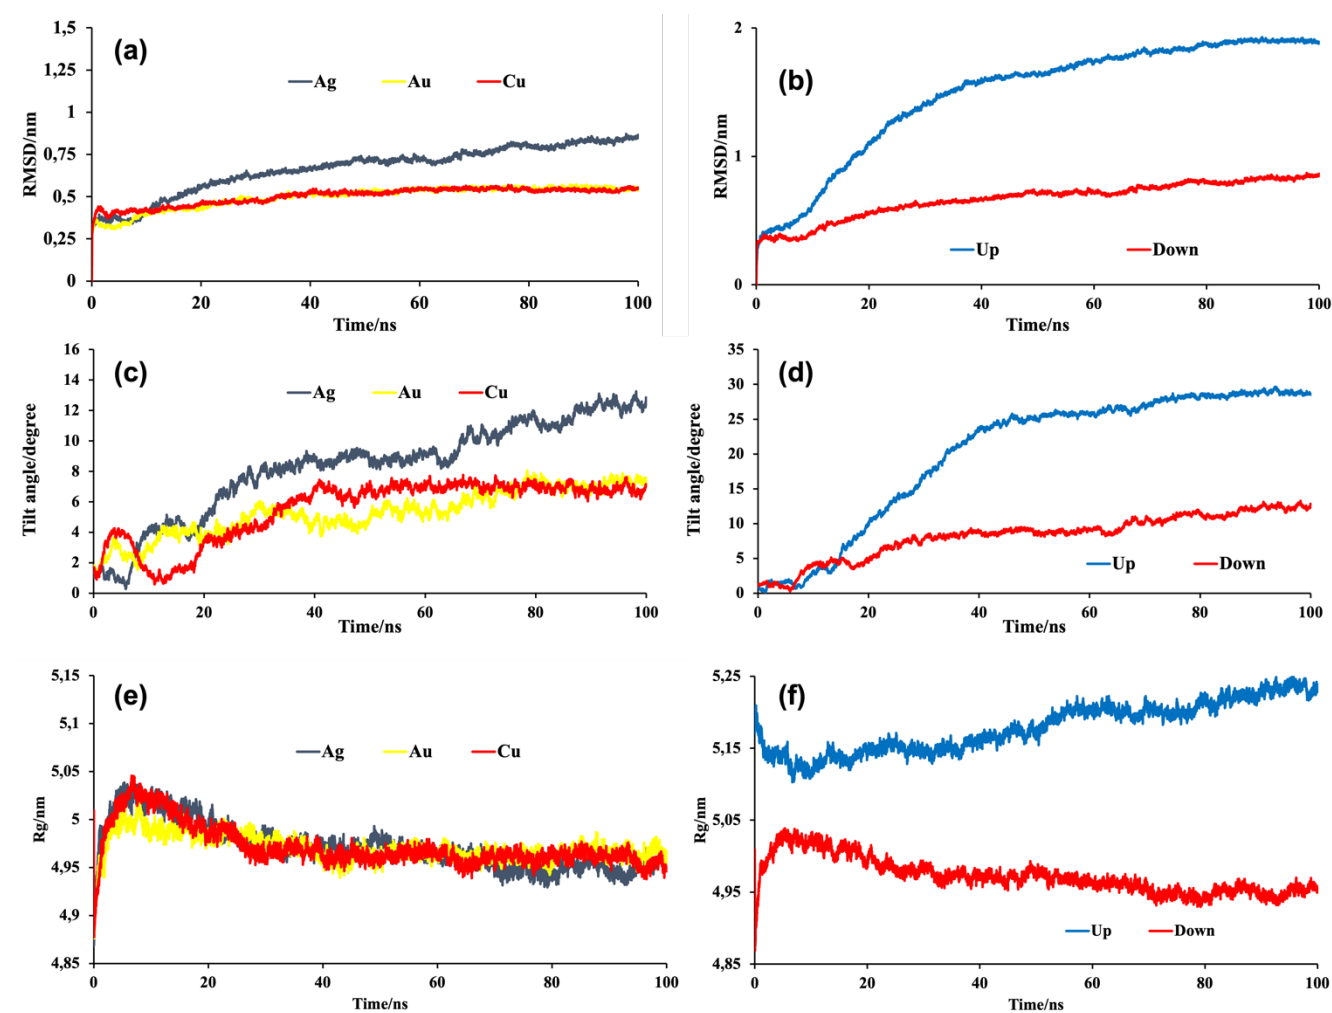 (a)
1,5
1,25
1
0,75
0,5
0,25
0
RMSD/nm
Ag Au Cu
0 20 40 60 80 100
Time/ns
(b)
2
1
0
RMSD/nm
Up Down
0 20 40 60 80 100
Time/ns
(c)
16
14
12
10
8
6
4
2
0
Tilt angle/degree
Ag Au Cu
0 20 40 60 80 100
Time/ns
(d)
35
30
25
20
15
10
5
0
Tilt angle/degree
Up Down
0 20 40 60 80 100
Time/ns
(e)
5,15
5,1
5,05
5
4,95
4,9
4,85
Rg/nm
Ag Au Cu
0 20 40 60 80 100
Time/ns
(f)
5,25
5,15
5,05
4,95
4,85
Rg/nm
Up Down
0 20 40 60 80 100
Time/ns